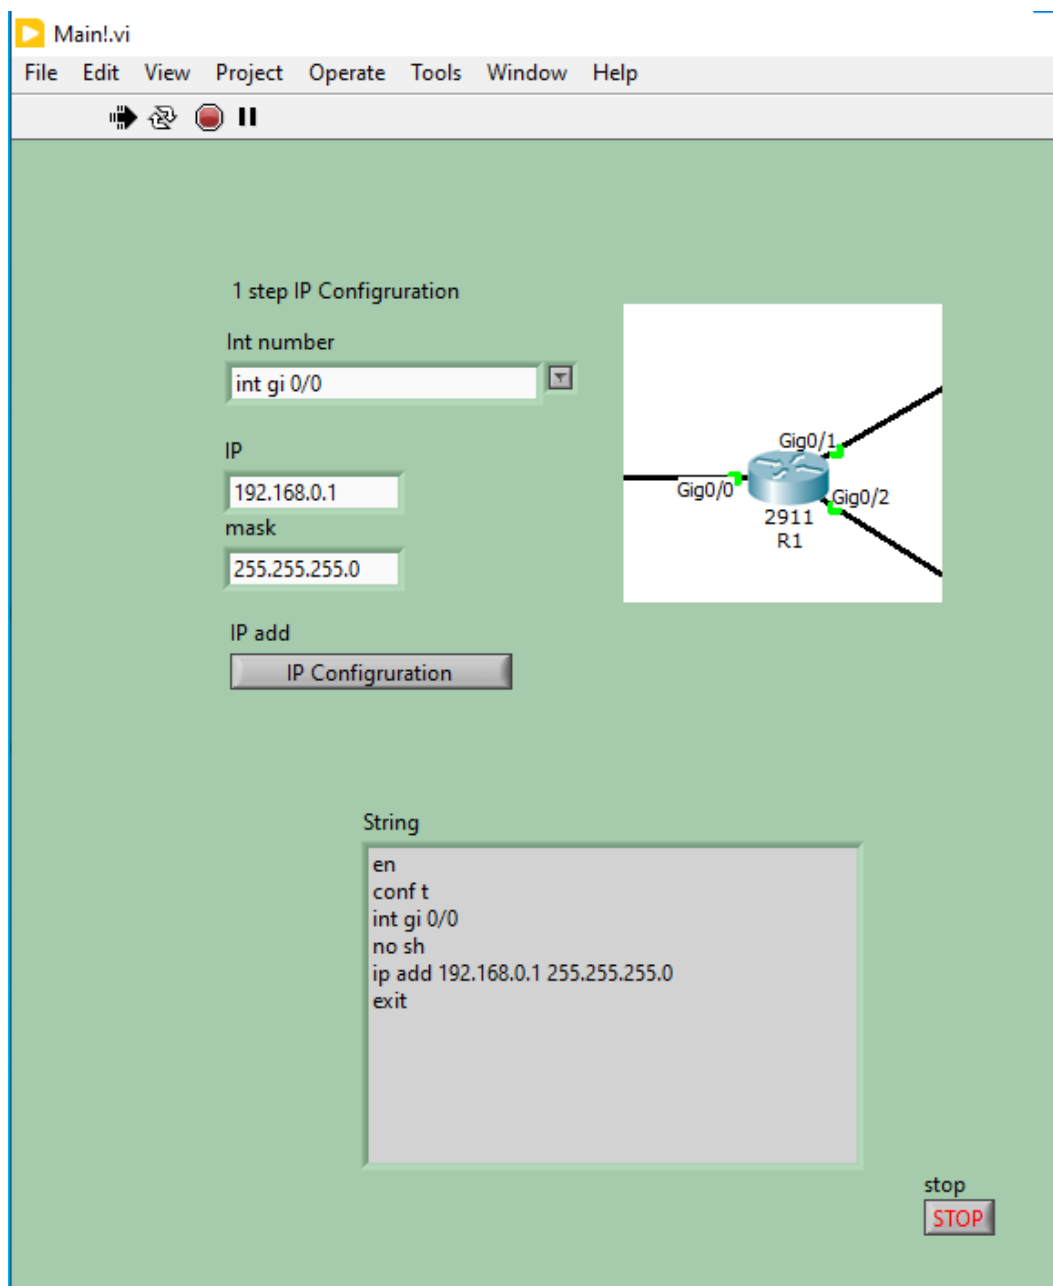 Main!.vi
File Edit View Project Operate Tools Window Help
1 step IP Configruration
Int number
int gi 0/0
IP
192.168.0.1
mask
255.255.255.0
IP add
IP Configruration
Gig0/1
Gig0/0
Gig0/2
2911
R1
String
en
conf t
int gi 0/0
no sh
ip add 192.168.0.1 255.255.255.0
exit
stop
STOP